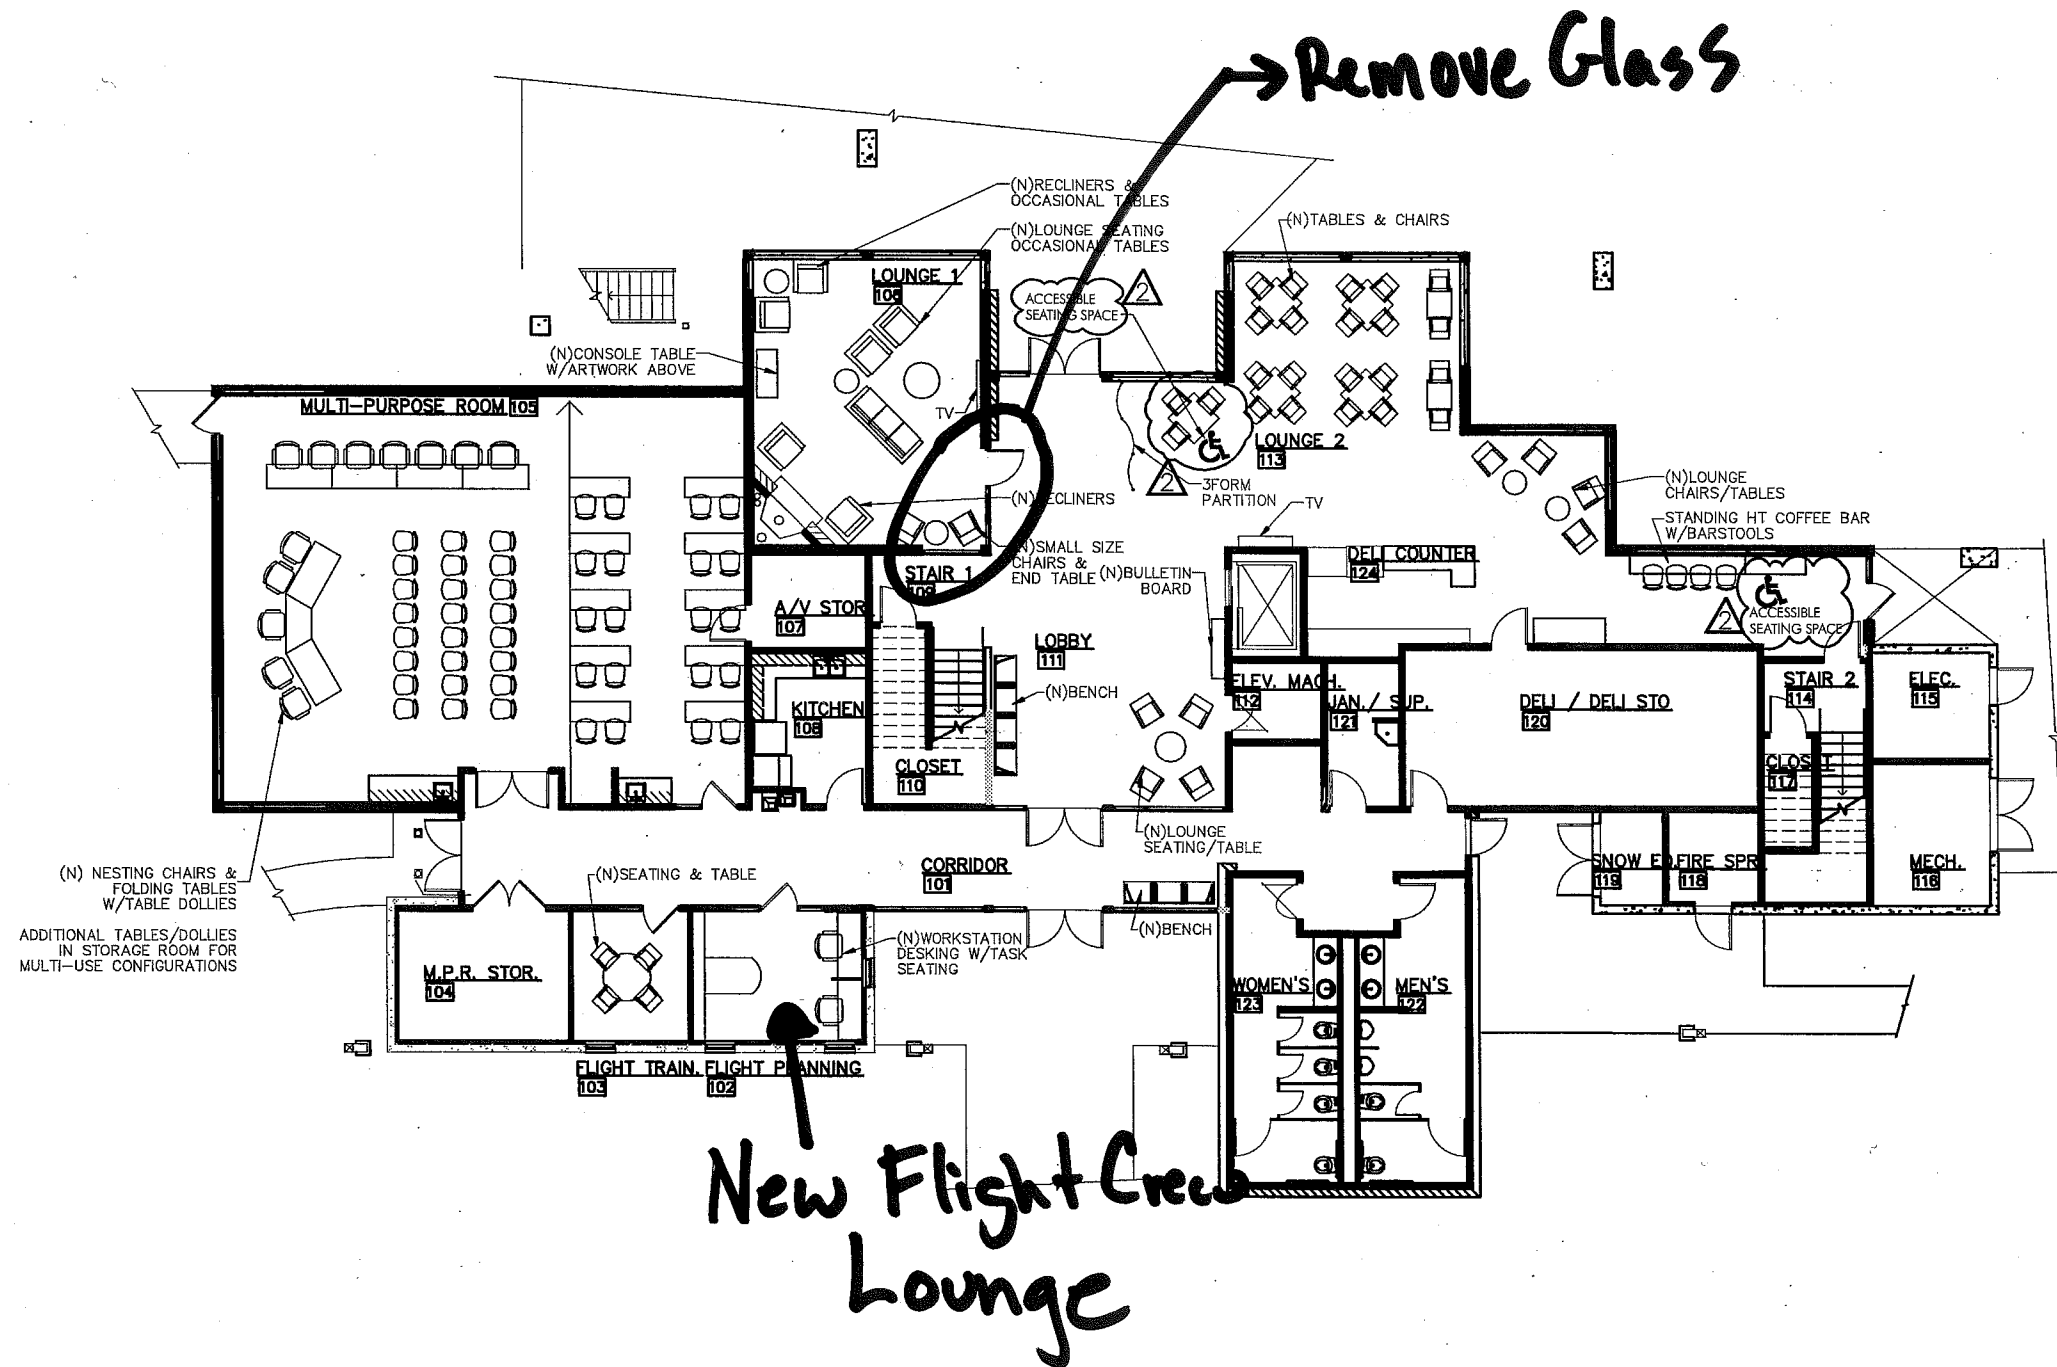 → Remove Glass
(N)RECLINERS &
OCCASIONAL TABLES
(N)LOUNGE SEATING
OCCASIONAL TABLES
(N)TABLES & CHAIRS
LOUNGE 1
106
ACCESSIBLE
SEATING SPACE
2
(N)CONSOLE TABLE
W/ARTWORK ABOVE
TV
MULTI-PURPOSE ROOM 105
LOUNGE 2
113
2
3FORM
PARTITION
(N)RECLINERS
TV
(N)LOUNGE
CHAIRS/TABLES
STANDING HT COFFEE BAR
W/BARSTOOLS
(N)SMALL SIZE
CHAIRS &
END TABLE
(N)BULLETIN
BOARD
DELI COUNTER
124
STAIR 1
109
A/V STOR
107
2
ACCESSIBLE
SEATING SPACE
LOBBY
111
(N)BENCH
KITCHEN
108
CLOSET
110
ELEV. MACH.
112
JAN./ SUP.
121
DELI / DELI STO
120
STAIR 2
114
ELEC.
115
CLOSET
117
(N)LOUNGE
SEATING/TABLE
CORRIDOR
101
SNOW EQ.
119
FIRE SPR.
118
MECH.
116
(N) NESTING CHAIRS &
FOLDING TABLES
W/TABLE DOLLIES
ADDITIONAL TABLES/DOLLIES
IN STORAGE ROOM FOR
MULTI-USE CONFIGURATIONS
(N)SEATING & TABLE
(N)WORKSTATION
DESKING W/TASK
SEATING
(N)BENCH
M.P.R. STOR.
104
WOMEN'S
123
MEN'S
122
FLIGHT TRAIN.
103
FLIGHT PLANNING
102
New Flight Crew
Lounge